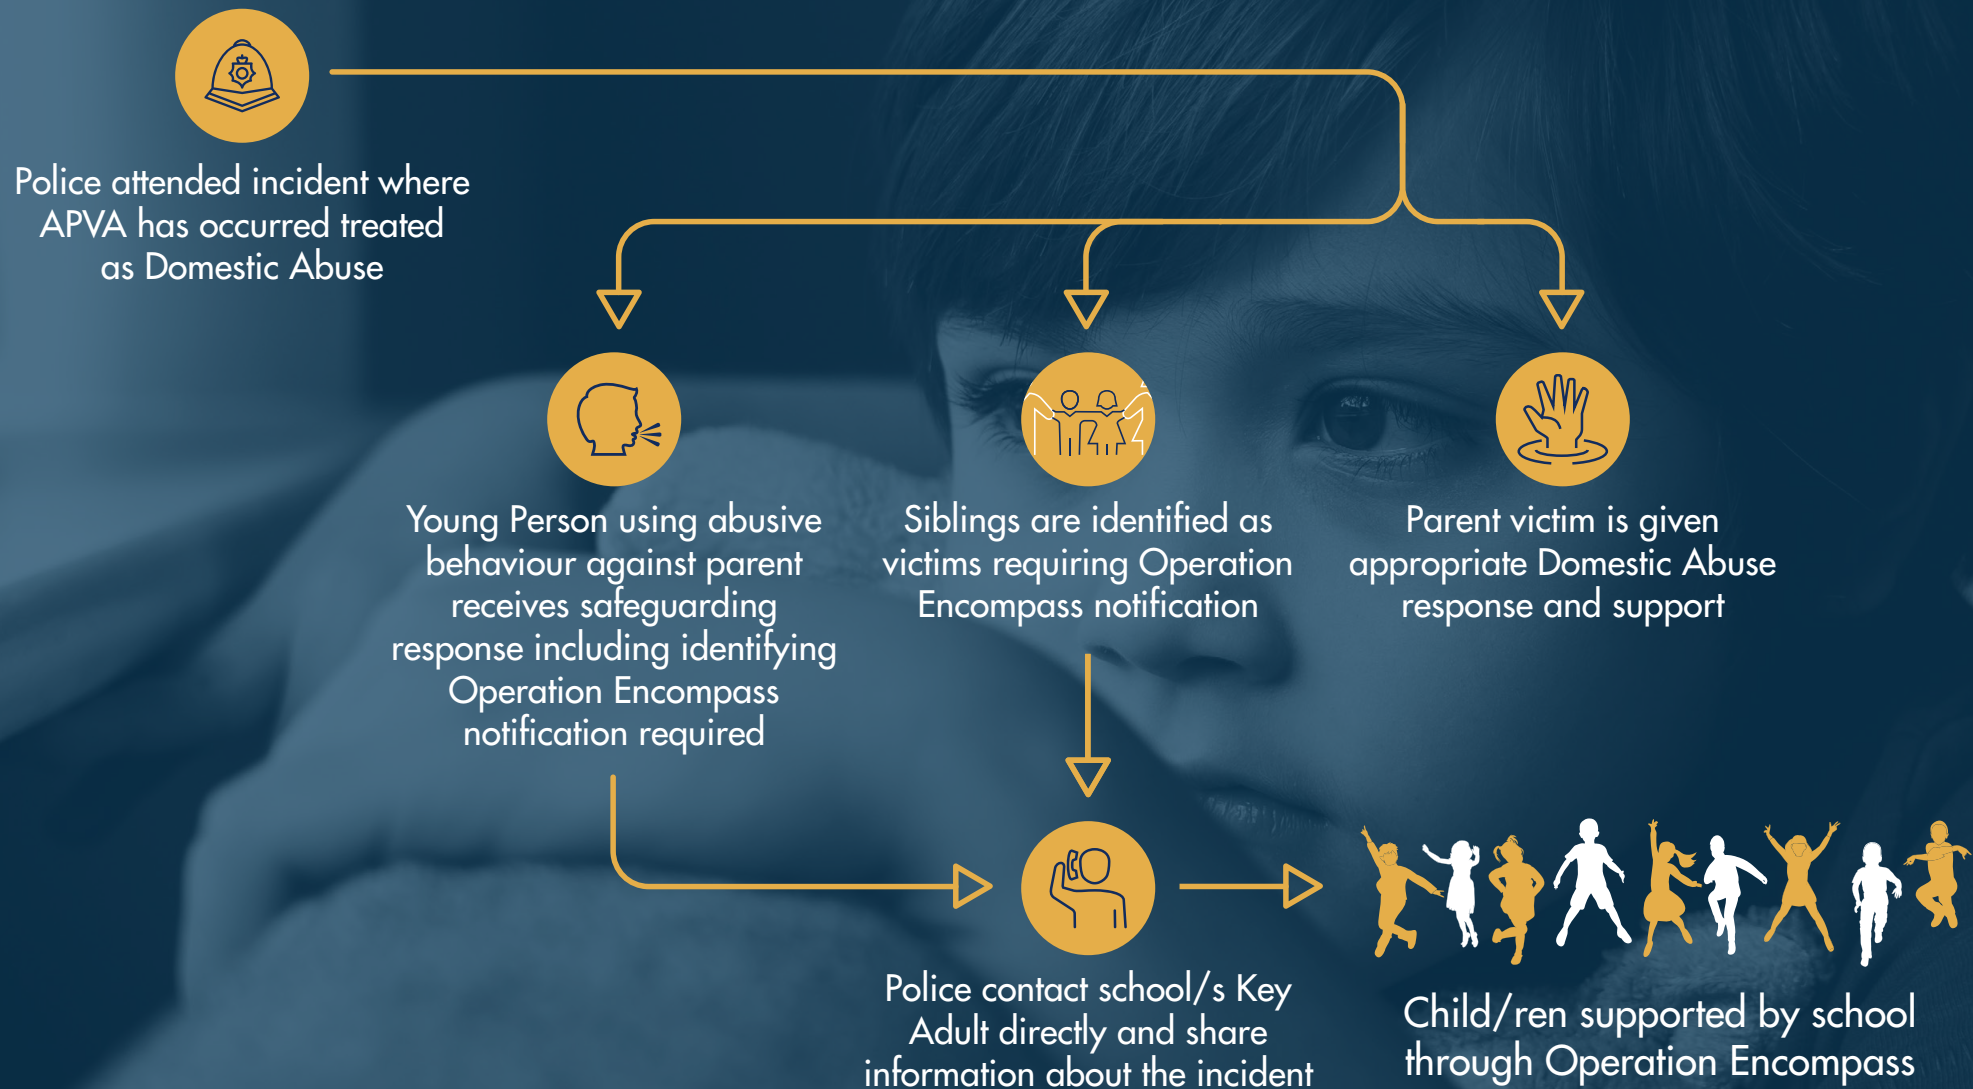 Police attended incident where
APVA has occurred treated
as Domestic Abuse
Young Person using abusive
behaviour against parent
receives safeguarding
response including identifying
Operation Encompass
notification required
Siblings are identified as
victims requiring Operation
Encompass notification
Parent victim is given
appropriate Domestic Abuse
response and support
Police contact school/s Key
Adult directly and share
information about the incident
Child/ren supported by school
through Operation Encompass